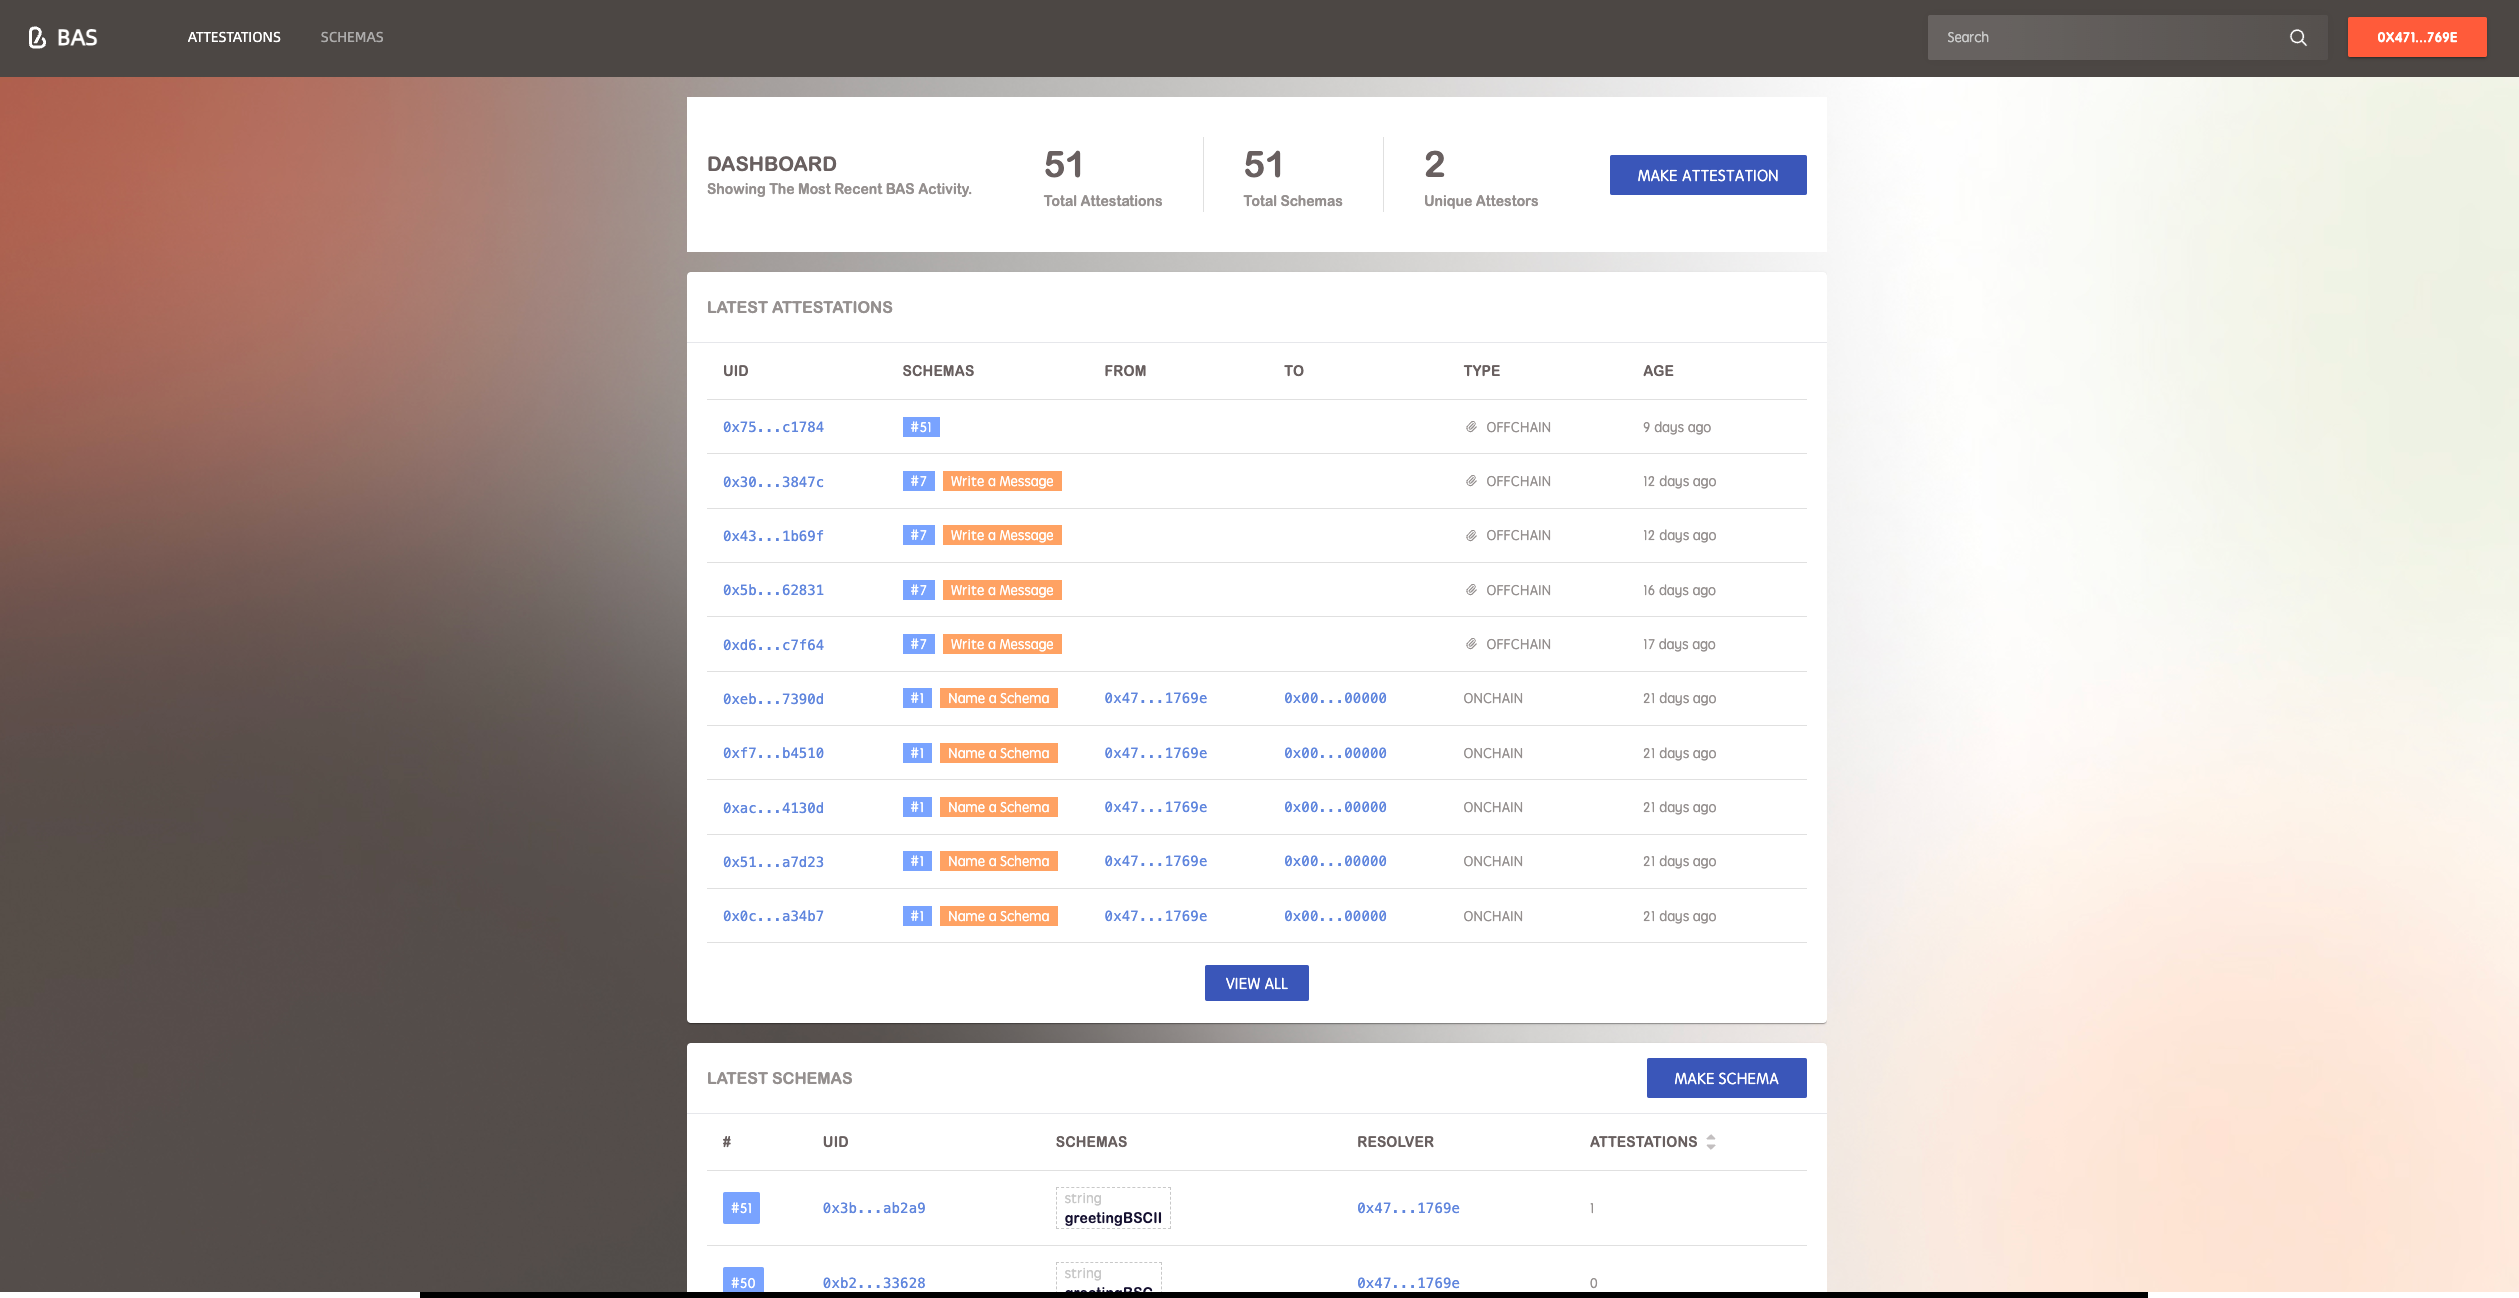 BAS
ATTESTATIONS
SCHEMAS
Search
0X471...769E
DASHBOARD
Showing The Most Recent BAS Activity.
51
Total Attestations
51
Total Schemas
2
Unique Attestors
MAKE ATTESTATION
LATEST ATTESTATIONS
UID SCHEMAS FROM TO TYPE AGE
0x75...c1784 #51 OFFCHAIN 9 days ago
0x30...3847c #7 Write a Message OFFCHAIN 12 days ago
0x43...1b69f #7 Write a Message OFFCHAIN 12 days ago
0x5b...62831 #7 Write a Message OFFCHAIN 16 days ago
0xd6...c7f64 #7 Write a Message OFFCHAIN 17 days ago
0xeb...7390d #1 Name a Schema 0x47...1769e 0x00...00000 ONCHAIN 21 days ago
0xf7...b4510 #1 Name a Schema 0x47...1769e 0x00...00000 ONCHAIN 21 days ago
0xac...4130d #1 Name a Schema 0x47...1769e 0x00...00000 ONCHAIN 21 days ago
0x51...a7d23 #1 Name a Schema 0x47...1769e 0x00...00000 ONCHAIN 21 days ago
0x0c...a34b7 #1 Name a Schema 0x47...1769e 0x00...00000 ONCHAIN 21 days ago
VIEW ALL
LATEST SCHEMAS
MAKE SCHEMA
# UID SCHEMAS RESOLVER ATTESTATIONS
#51 0x3b...ab2a9 string greetingBSCII 0x47...1769e 1
#50 0xb2...33628 string 0x47...1769e 0